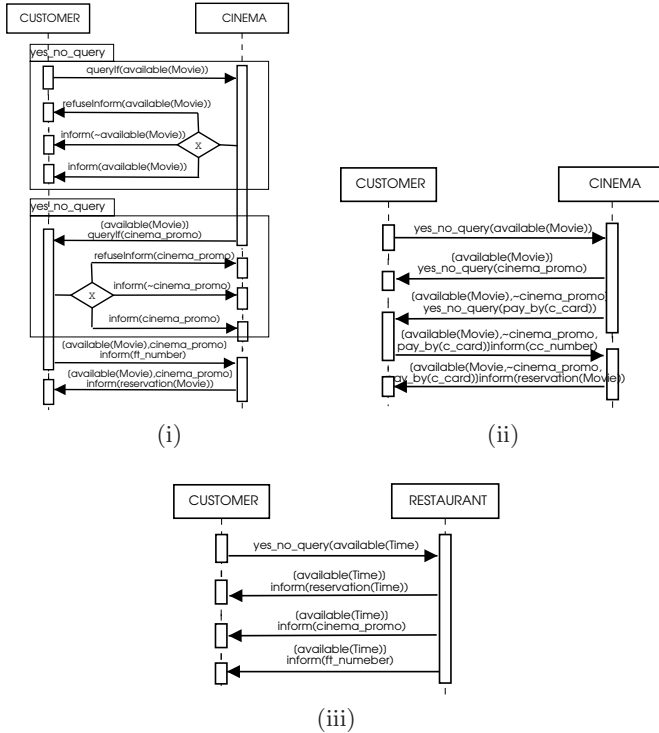 CUSTOMER
CINEMA
yes_no_query
queryIf(available(Movie))
refuseInform(available(Movie))
X
inform(~available(Movie))
inform(available(Movie))
yes_no_query
[available(Movie)]
queryIf(cinema_promo)
refuseInform(cinema_promo)
X
inform(~cinema_promo)
inform(cinema_promo)
[available(Movie),cinema_promo]
inform(ft_number)
[available(Movie),cinema_promo]
inform(reservation(Movie))
(i)
CUSTOMER
CINEMA
yes_no_query(available(Movie))
[available(Movie)]
yes_no_query(cinema_promo)
[available(Movie),~cinema_promo]
yes_no_query(pay_by(c_card))
[available(Movie),~cinema_promo,
pay_by(c_card)]inform(cc_number)
[available(Movie,~cinema_promo,
pay_by(c_card)]inform(reservation(Movie))
(ii)
CUSTOMER
RESTAURANT
yes_no_query(available(Time)
[available(Time)]
inform(reservation(Time))
[available(Time)]
inform(cinema_promo)
[available(Time)]
inform(ft_numeber)
(iii)